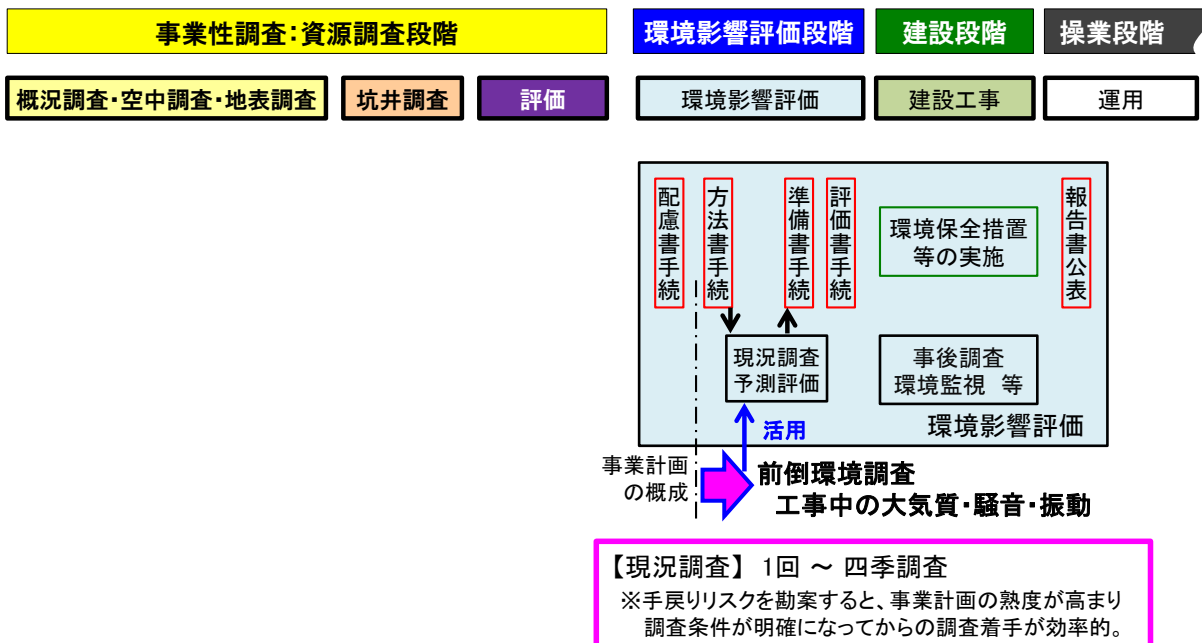 事業性調査:資源調査段階
環境影響評価段階
建設段階
操業段階
概況調査・空中調査・地表調査
坑井調査
評価
環境影響評価
建設工事
運用
配慮書手続
方法書手続
準備書手続
評価書手続
環境保全措置
等の実施
報告書公表
現況調査
予測評価
事後調査
環境監視 等
環境影響評価
活用
事業計画
の概成
前倒環境調査
工事中の大気質・騒音・振動
【現況調査】 1回 ~ 四季調査
※手戻りリスクを勘案すると、事業計画の熟度が高まり
調査条件が明確になってからの調査着手が効率的。